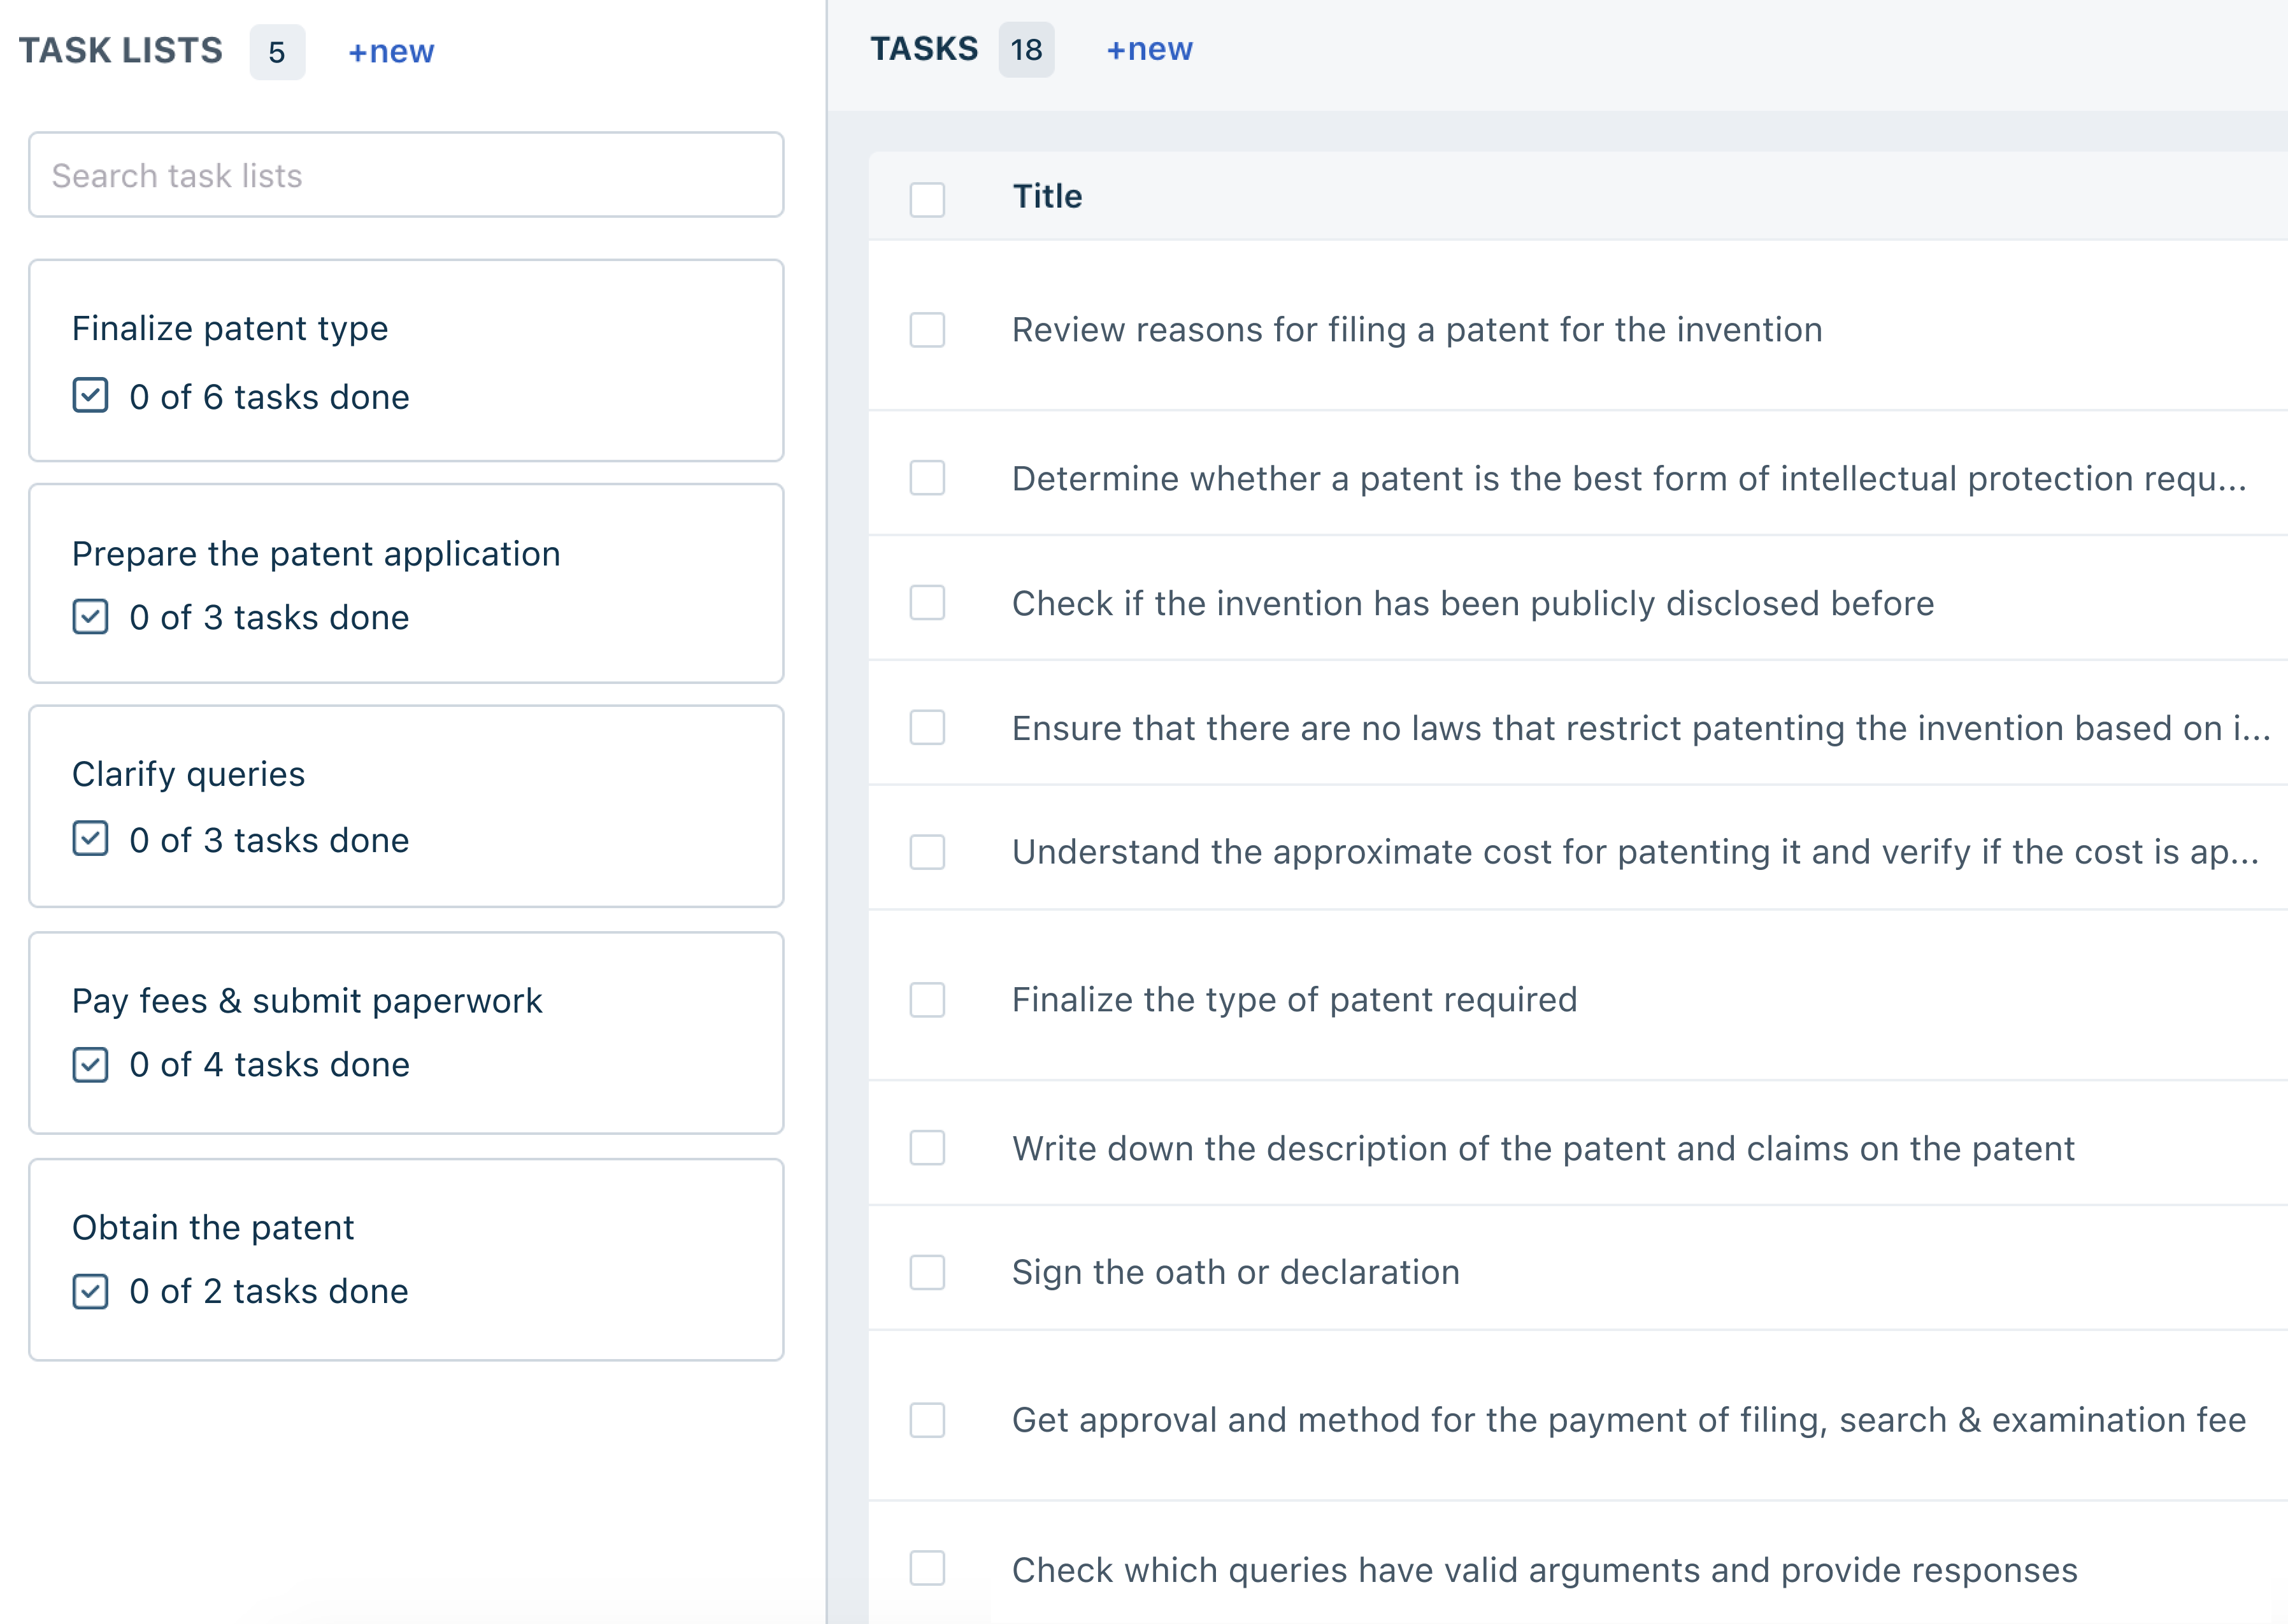 TASK LISTS 5 +new
Search task lists
Finalize patent type
0 of 6 tasks done
Prepare the patent application
0 of 3 tasks done
Clarify queries
0 of 3 tasks done
Pay fees & submit paperwork
0 of 4 tasks done
Obtain the patent
0 of 2 tasks done
TASKS 18 +new
Title
Review reasons for filing a patent for the invention
Determine whether a patent is the best form of intellectual protection requ...
Check if the invention has been publicly disclosed before
Ensure that there are no laws that restrict patenting the invention based on i...
Understand the approximate cost for patenting it and verify if the cost is ap...
Finalize the type of patent required
Write down the description of the patent and claims on the patent
Sign the oath or declaration
Get approval and method for the payment of filing, search & examination fee
Check which queries have valid arguments and provide responses